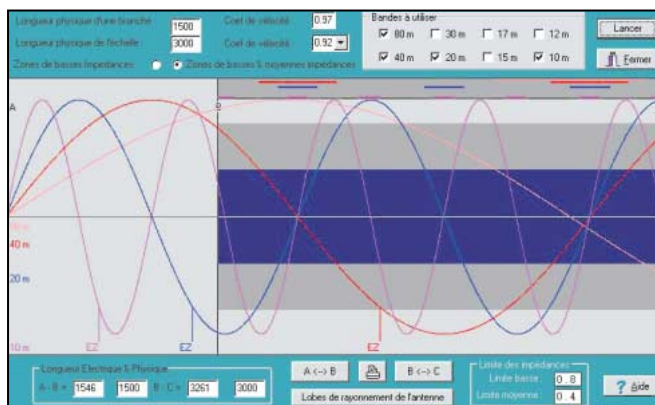 Longueur physique d'une branche 1500 Coef de vélocité : 0.97
Longueur physique de l'échelle 3000 Coef de vélocité : 0.92
Zones de basses Impédances Zones de basses & moyennes impédances
Bandes à utiliser
80 m 30 m 17 m 12 m
40 m 20 m 15 m 10 m
Lancer
Fermer
A B
40 m
20 m
10 m EZ EZ EZ
Longueur Electrique & Physique
A - B = 1546 1500 B - C = 3261 3000
A <--> B B <--> C
Lobes de rayonnement de l'antenne
Limite des impédances
Limite basse : 0.8
Limite moyenne : 0.4
? Aide